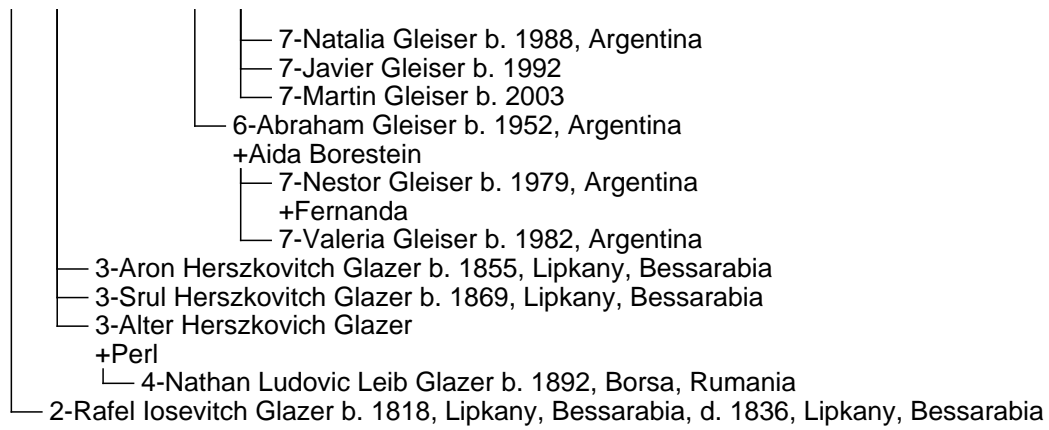 7-Natalia Gleiser b. 1988, Argentina
7-Javier Gleiser b. 1992
7-Martin Gleiser b. 2003
6-Abraham Gleiser b. 1952, Argentina
+Aida Borestein
7-Nestor Gleiser b. 1979, Argentina
+Fernanda
7-Valeria Gleiser b. 1982, Argentina
3-Aron Herszkovitch Glazer b. 1855, Lipkany, Bessarabia
3-Srul Herszkovitch Glazer b. 1869, Lipkany, Bessarabia
3-Alter Herszkovich Glazer
+Perl
4-Nathan Ludovic Leib Glazer b. 1892, Borsa, Rumania
2-Rafel Iosevitch Glazer b. 1818, Lipkany, Bessarabia, d. 1836, Lipkany, Bessarabia